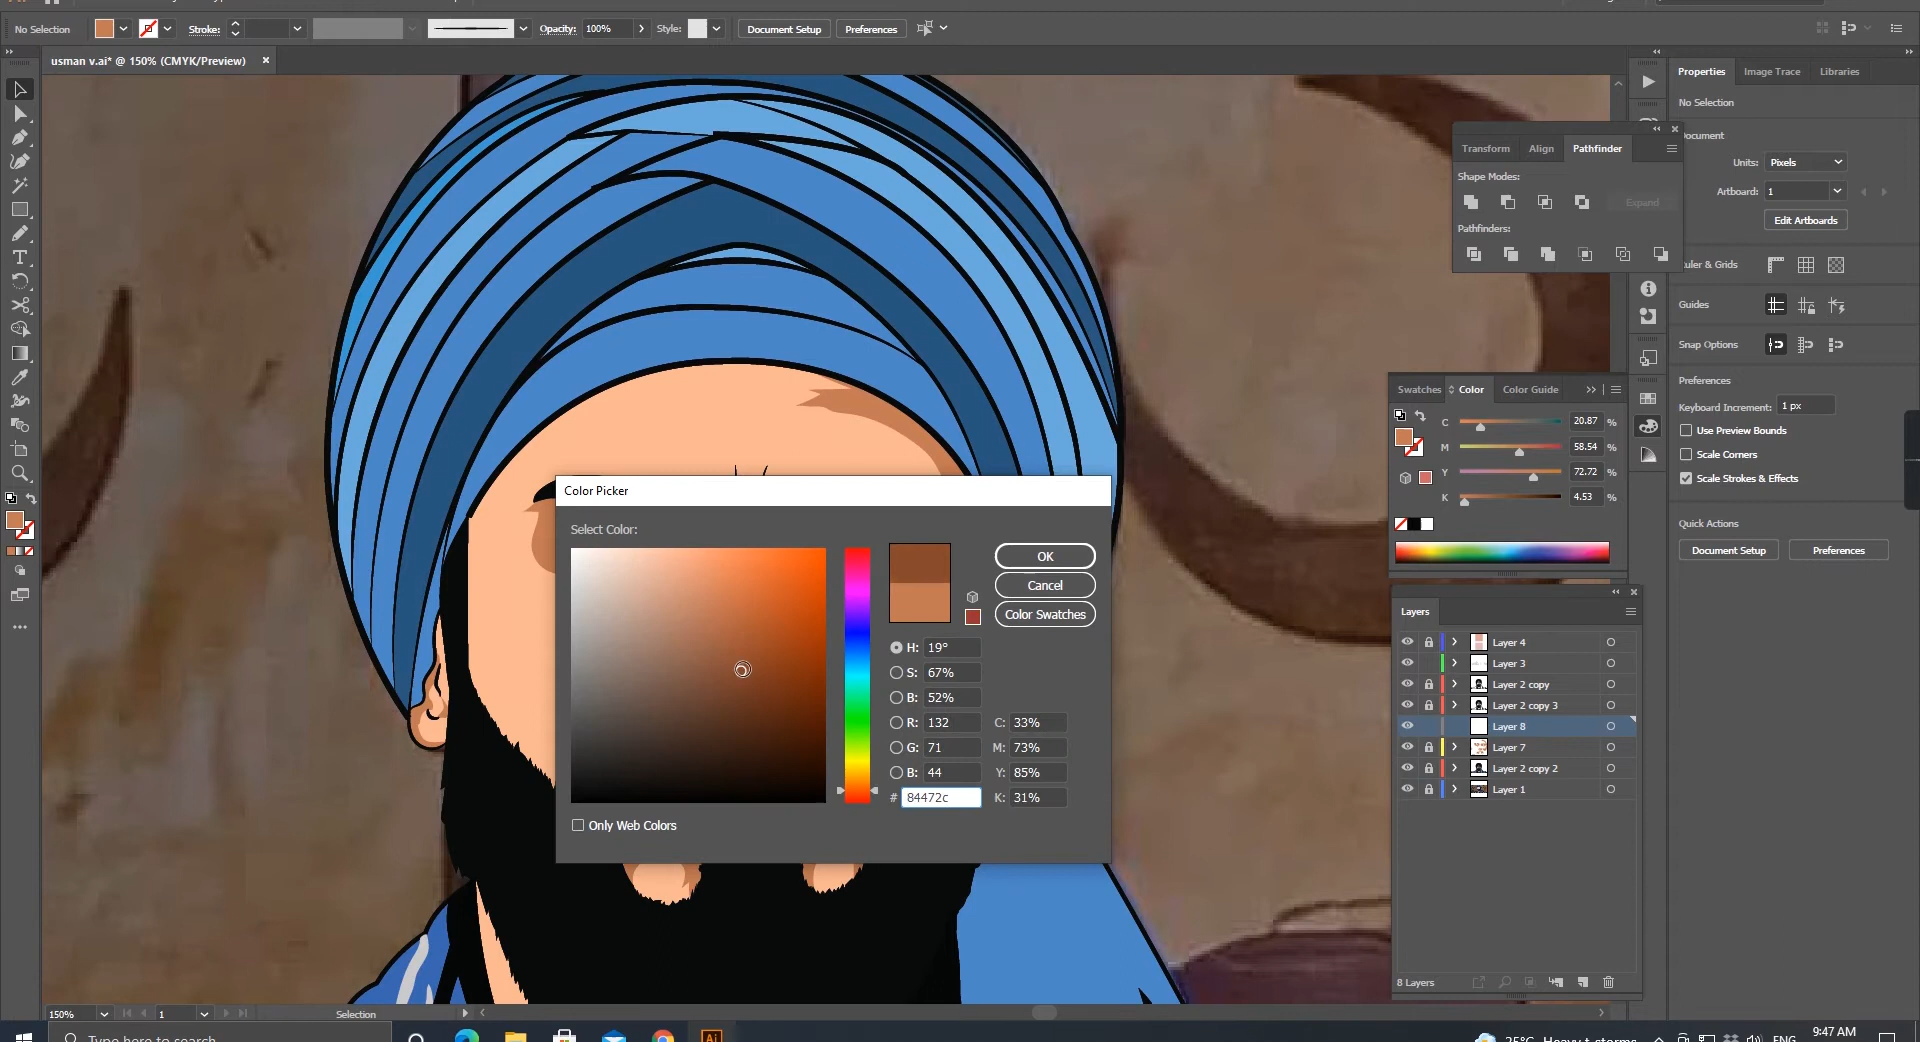 No Selection
Stroke:
Opacity:
100%
Style:
Document Setup
Preferences
usman v.ai* @ 150% (CMYK/Preview)
×
Properties
Image Trace
Libraries
No Selection
Document
Units:
Pixels
Artboard:
1
Edit Artboards
Ruler & Grids
Guides
Snap Options
Preferences
Keyboard Increment:
1 px
Use Preview Bounds
Scale Corners
Scale Strokes & Effects
Quick Actions
Document Setup
Preferences
Transform
Align
Pathfinder
Shape Modes:
Expand
Pathfinders:
Swatches
Color
Color Guide
C 20.87 %
M 58.54 %
Y 72.72 %
K 4.53 %
Layers
Layer 4
Layer 3
Layer 2 copy
Layer 2 copy 3
Layer 8
Layer 7
Layer 2 copy 2
Layer 1
8 Layers
Color Picker
Select Color:
OK
Cancel
Color Swatches
H: 19°
S: 67%
B: 52%
R: 132 C: 33%
G: 71 M: 73%
B: 44 Y: 85%
# 84472c K: 31%
Only Web Colors
150%
1
Selection
Type here to search
Ai
25°C Heavy t-storms
ENG
9:47 AM